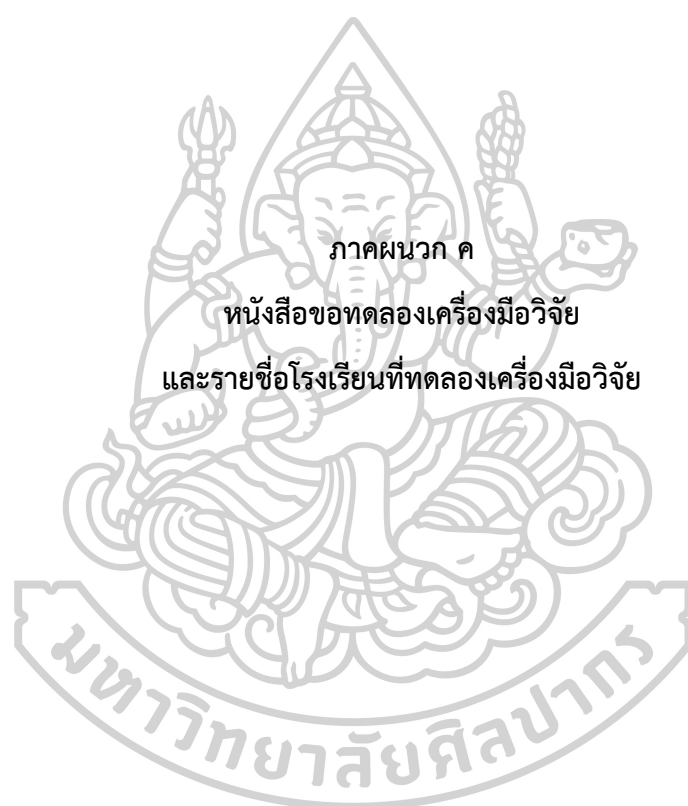 ภาคผนวก ค
หนังสือขอทดลองเครื่องมือวิจัย
และรายชื่อโรงเรียนที่ทดลองเครื่องมือวิจัย
มหาวิทยาลัยศิลปากร